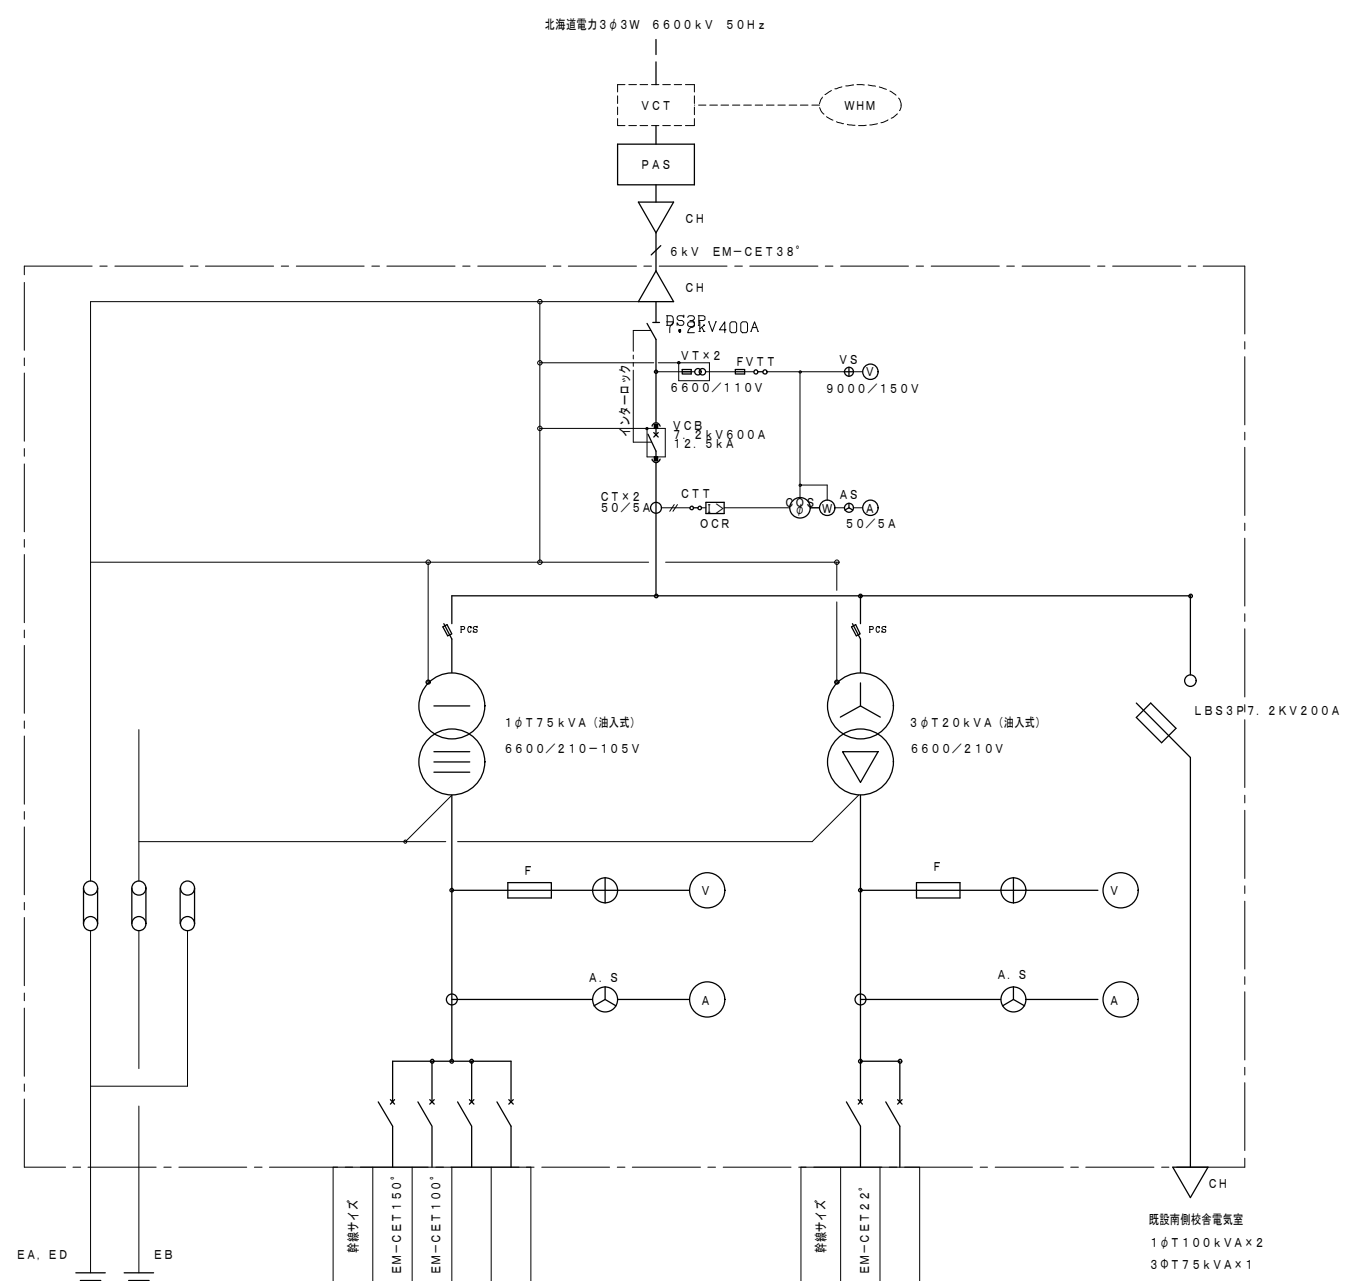 北海道電力3φ3W 6600kV 50Hz
VCT
WHM
PAS
CH
6kV EM-CET38°
CH
DS3P
7.2kV400A
VT×2
FVTT
VS
V
6600/110V
9000/150V
インターロック
VCB
7.2kV600A
12.5kA
CT×2
50/5A
CTT
I>
OCR
COS
φ
W
AS
A
50/5A
PCS
PCS
1φT75kVA(油入式)
6600/210-105V
3φT20kVA(油入式)
6600/210V
LBS3P7.2KV200A
F
V
F
V
A.S
A
A.S
A
幹線サイズ
EM-CET150°
EM-CET100°
幹線サイズ
EM-CET22°
CH
既設南側校舎電気室
1φT100kVA×2
3ΦT75kVA×1
EA, ED
EB